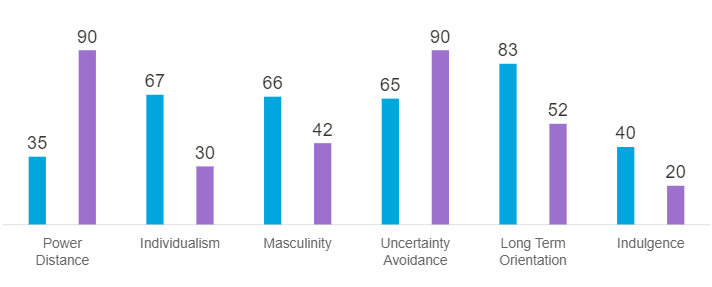 35
90
67
30
66
42
65
90
83
52
40
20
Power
Distance
Individualism
Masculinity
Uncertainty
Avoidance
Long Term
Orientation
Indulgence